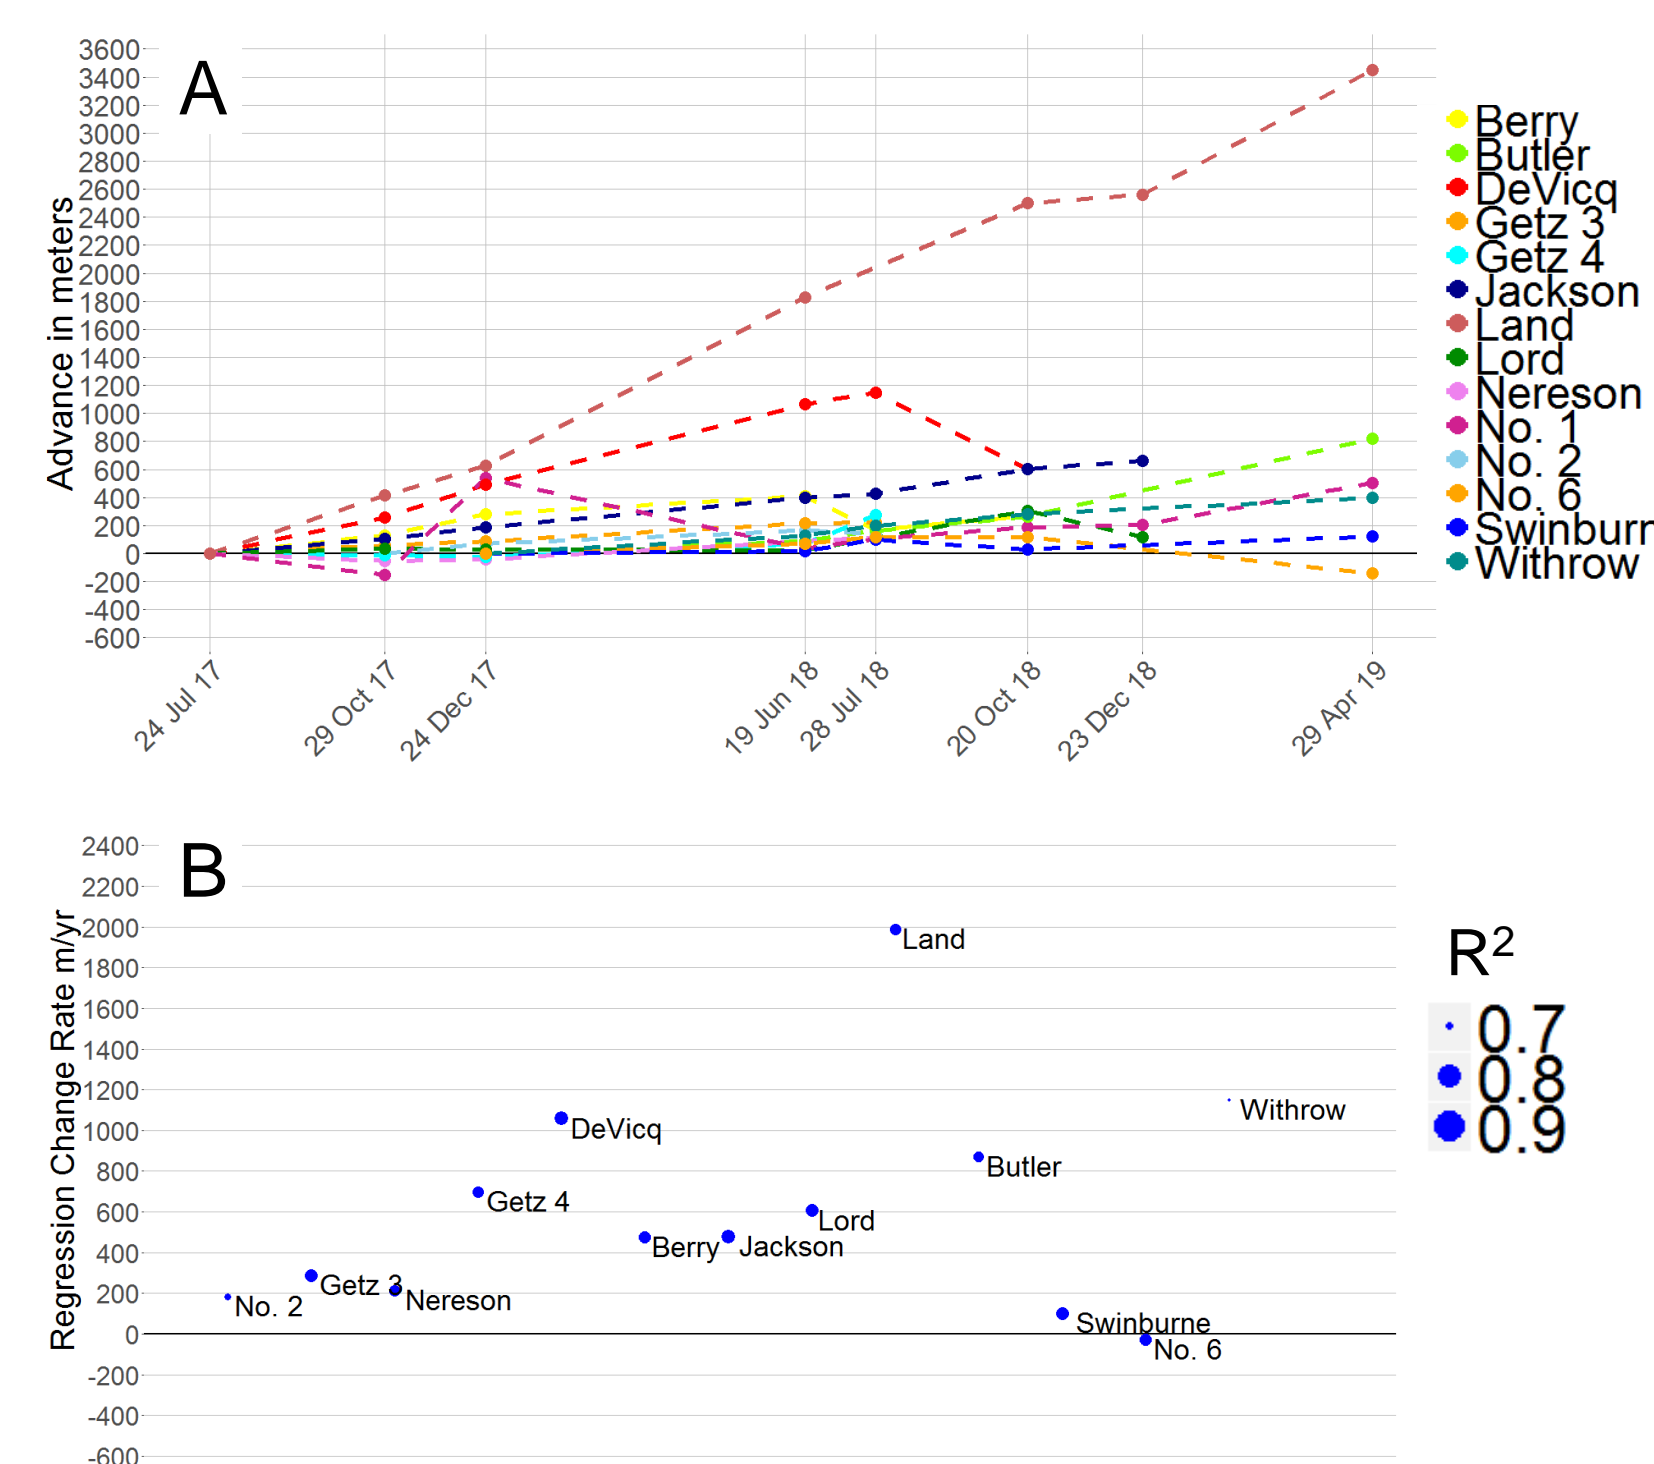 A
3600
3400
3200
3000
2800
2600
2400
2200
2000
1800
1600
1400
1200
1000
800
600
400
200
0
-200
-400
-600
Advance in meters
24 Jul 17
29 Oct 17
24 Dec 17
19 Jun 18
28 Jul 18
20 Oct 18
23 Dec 18
29 Apr 19
Berry
Butler
DeVicq
Getz 3
Getz 4
Jackson
Land
Lord
Nereson
No. 1
No. 2
No. 6
Swinburn
Withrow
B
2400
2200
2000
1800
1600
1400
1200
1000
800
600
400
200
0
-200
-400
-600
Regression Change Rate m/yr
Land
Withrow
DeVicq
Butler
Getz 4
Lord
Berry
Jackson
Getz 3
Nereson
No. 2
Swinburne
No. 6
R²
0.7
0.8
0.9